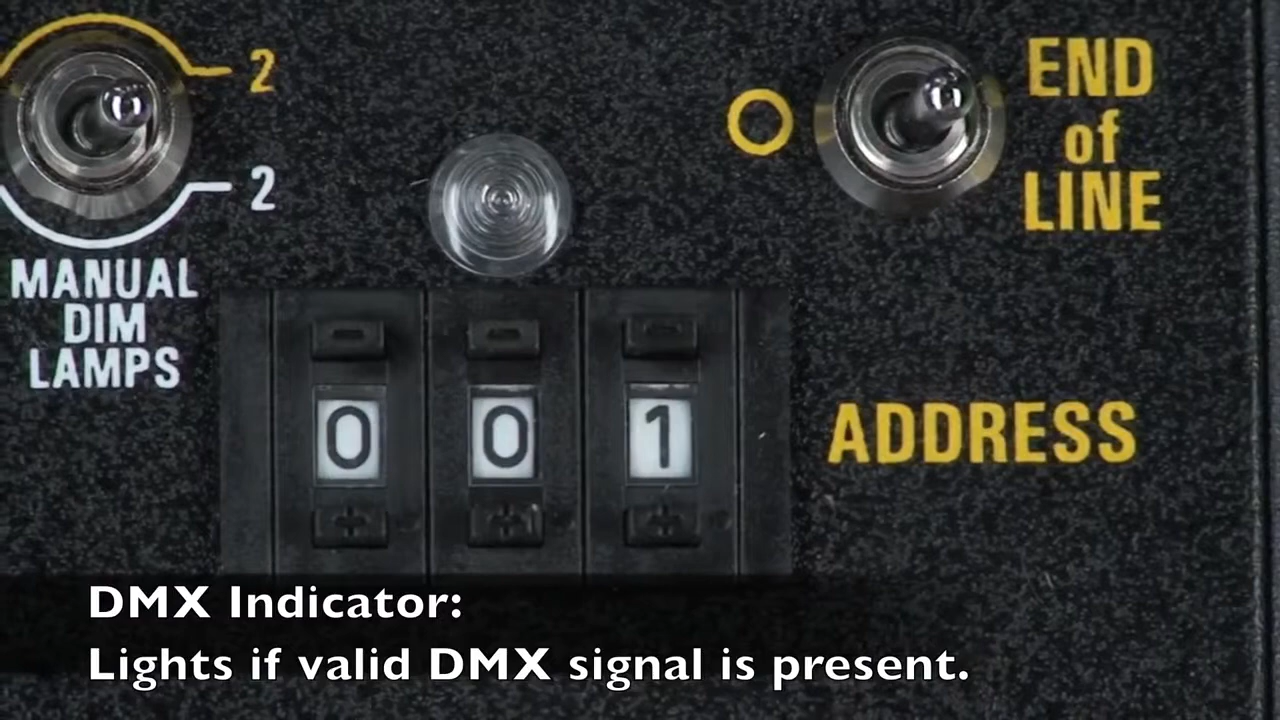 2
2
MANUAL
DIM
LAMPS
END
of
LINE
0 0 1
ADDRESS
DMX Indicator:
Lights if valid DMX signal is present.